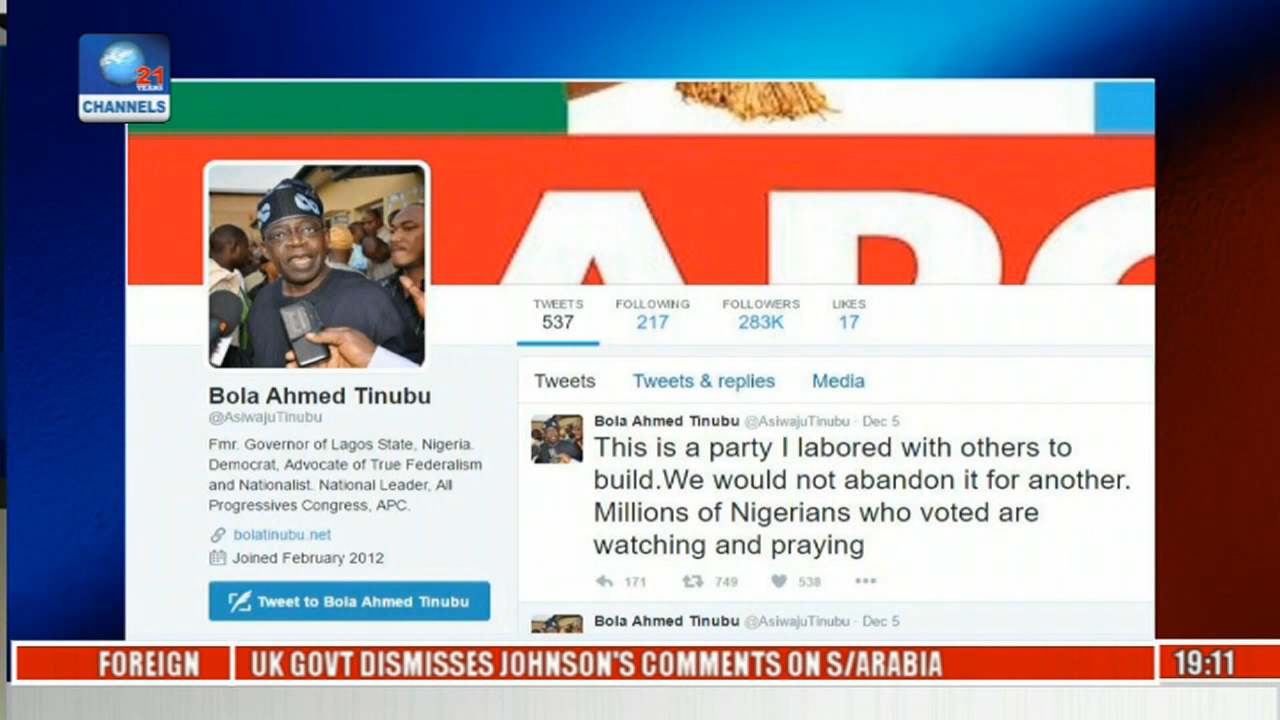 21
YEARS
CHANNELS
APC
TWEETS FOLLOWING FOLLOWERS LIKES
537 217 283K 17
Bola Ahmed Tinubu
@AsiwajuTinubu
Fmr. Governor of Lagos State, Nigeria.
Democrat, Advocate of True Federalism
and Nationalist. National Leader, All
Progressives Congress, APC.
bolatinubu.net
Joined February 2012
Tweet to Bola Ahmed Tinubu
Tweets Tweets & replies Media
Bola Ahmed Tinubu @AsiwajuTinubu · Dec 5
This is a party I labored with others to
build.We would not abandon it for another.
Millions of Nigerians who voted are
watching and praying
171 749 538
Bola Ahmed Tinubu @AsiwajuTinubu · Dec 5
FOREIGN UK GOVT DISMISSES JOHNSON'S COMMENTS ON S/ARABIA 19:11